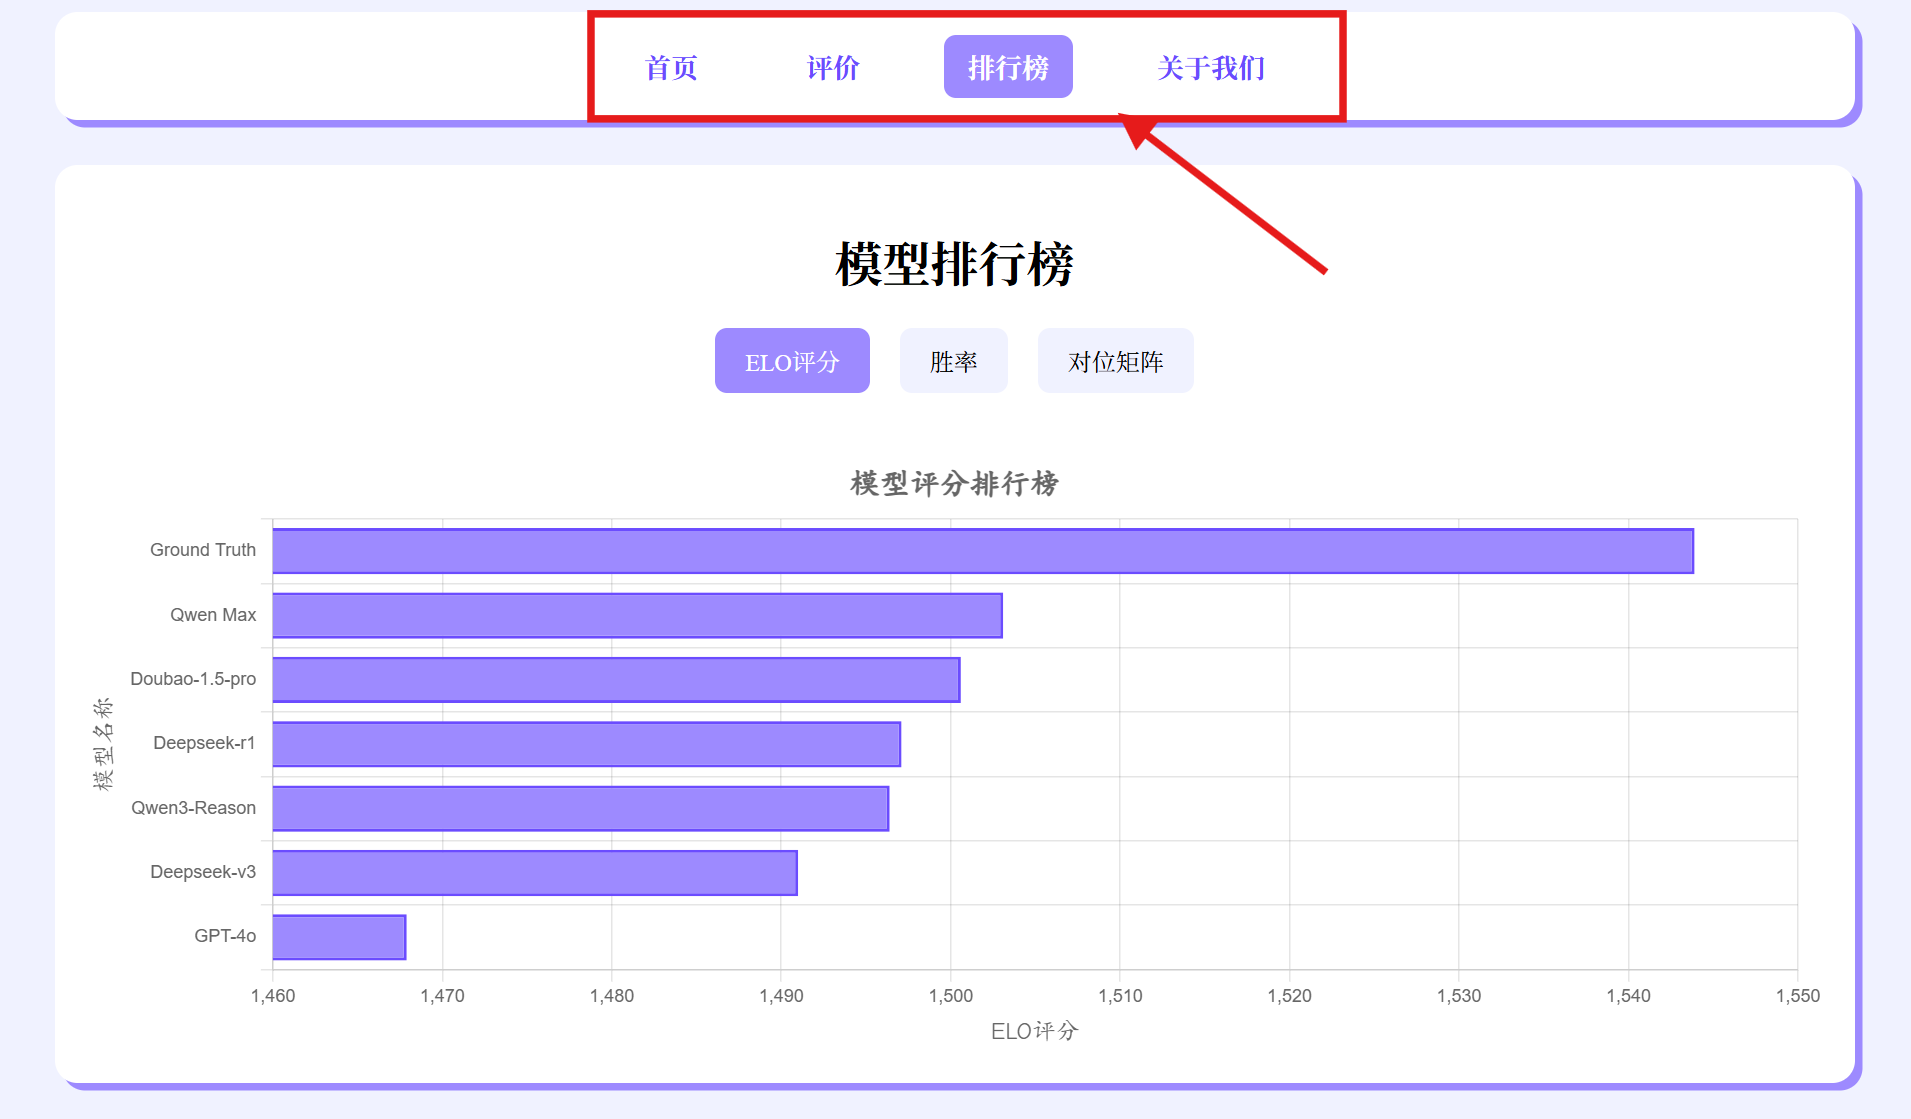 首页 评价 排行榜 关于我们
模型排行榜
ELO评分 胜率 对位矩阵
模型评分排行榜
模型名称
Ground Truth
Qwen Max
Doubao-1.5-pro
Deepseek-r1
Qwen3-Reason
Deepseek-v3
GPT-4o
1,460 1,470 1,480 1,490 1,500 1,510 1,520 1,530 1,540 1,550
ELO评分